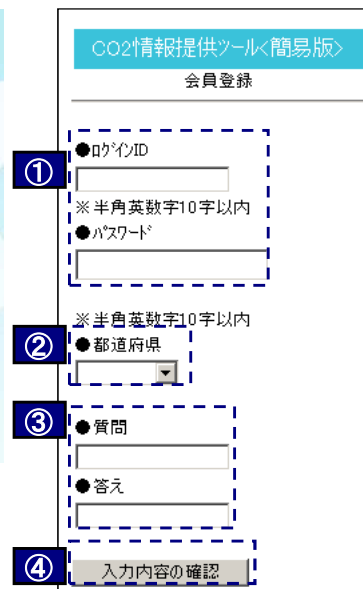 CO2情報提供ツール<簡易版>
会員登録
①
●ログインID
※半角英数字10字以内
●パスワード
※半角英数字10字以内
②
●都道府県
③
●質問
●答え
④
入力内容の確認